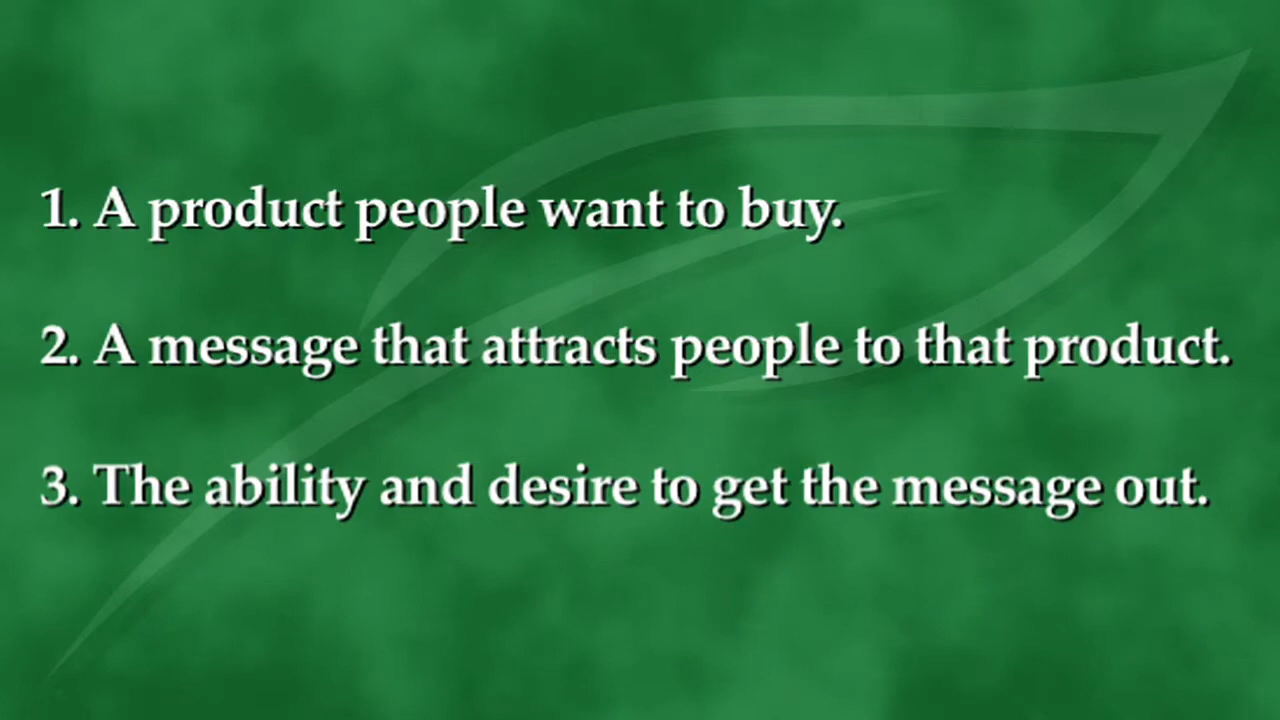 1. A product people want to buy.
2. A message that attracts people to that product.
3. The ability and desire to get the message out.